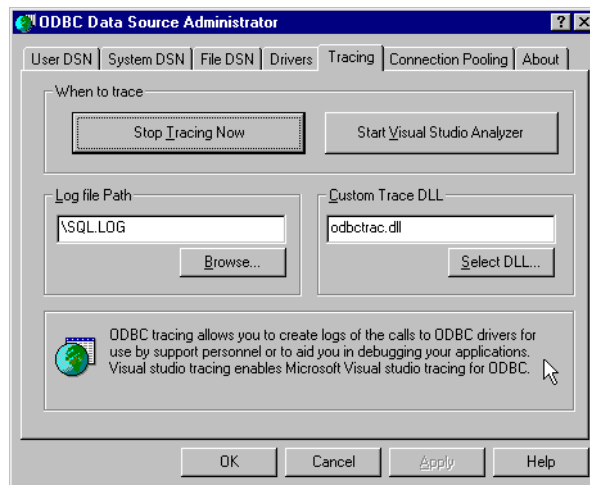 ODBC Data Source Administrator
User DSN System DSN File DSN Drivers Tracing Connection Pooling About
When to trace
Stop Tracing Now Start Visual Studio Analyzer
Log file Path Custom Trace DLL
\SQL.LOG odbctrac.dll
Browse... Select DLL...
ODBC tracing allows you to create logs of the calls to ODBC drivers for
use by support personnel or to aid you in debugging your applications.
Visual studio tracing enables Microsoft Visual studio tracing for ODBC.
OK Cancel Apply Help